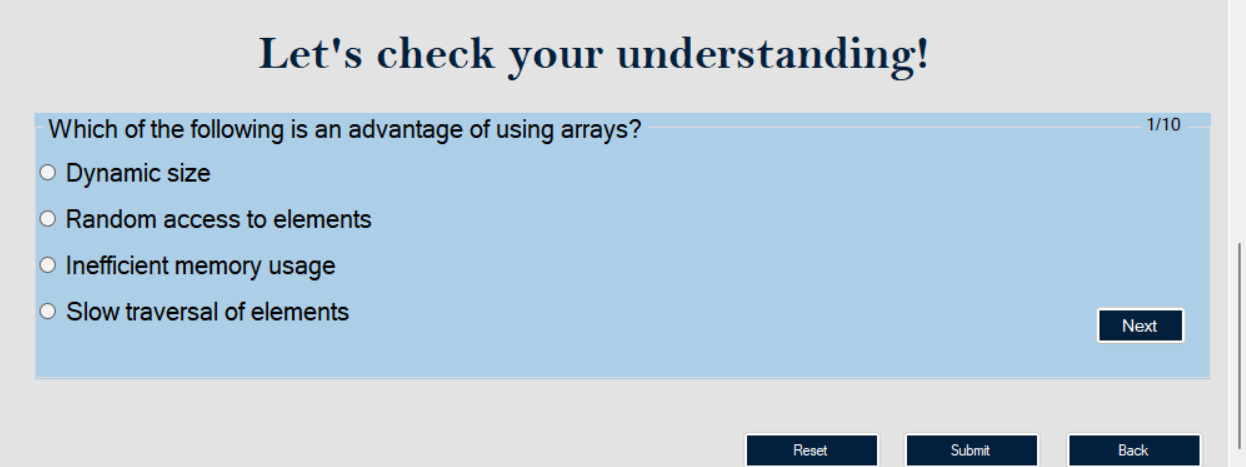 Let's check your understanding!
Which of the following is an advantage of using arrays?
1/10
Dynamic size
Random access to elements
Inefficient memory usage
Slow traversal of elements
Next
Reset
Submit
Back